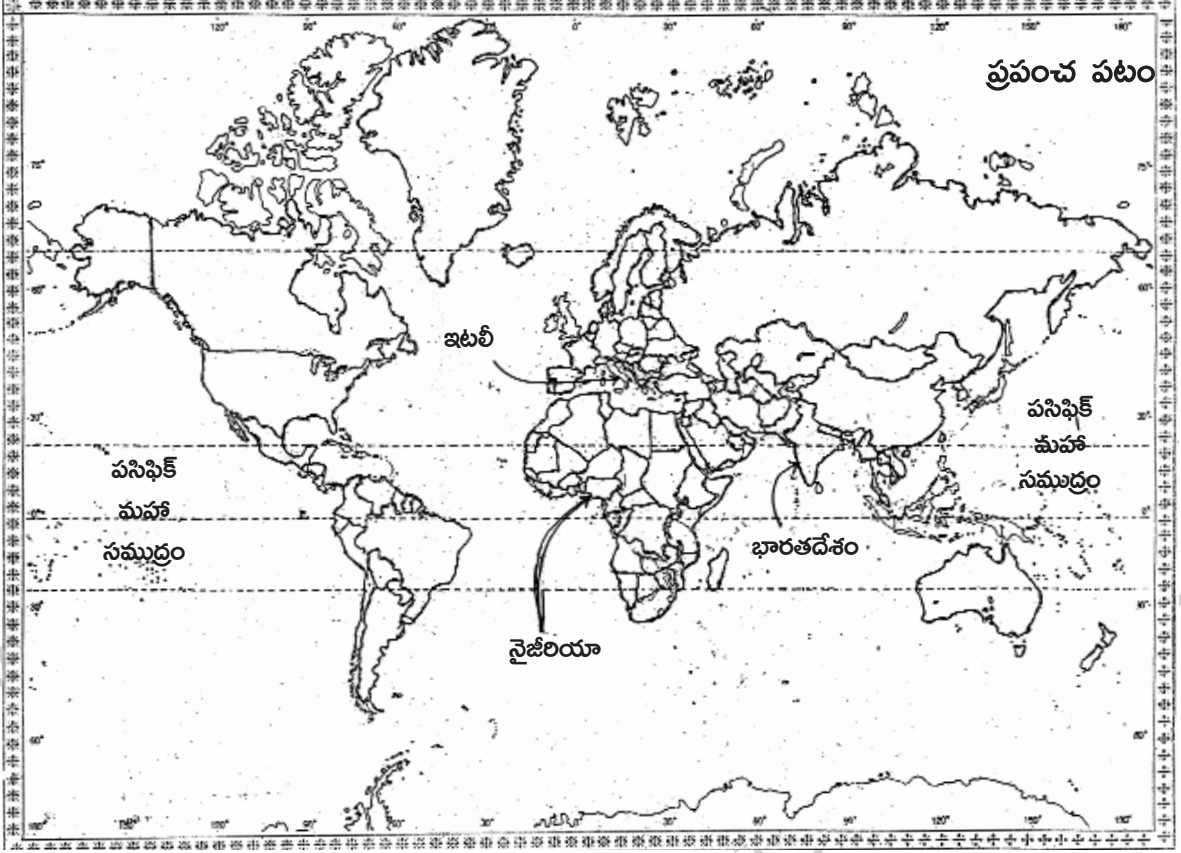 ప్రపంచ పటం
ఇటలీ
పసిఫిక్
మహా
సముద్రం
పసిఫిక్
మహా
సముద్రం
భారతదేశం
నైజీరియా